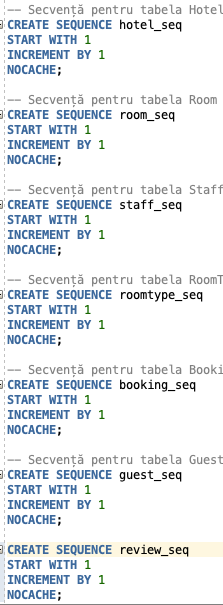 -- Secvență pentru tabela Hotel
CREATE SEQUENCE hotel_seq
START WITH 1
INCREMENT BY 1
NOCACHE;
-- Secvență pentru tabela Room
CREATE SEQUENCE room_seq
START WITH 1
INCREMENT BY 1
NOCACHE;
-- Secvență pentru tabela Staff
CREATE SEQUENCE staff_seq
START WITH 1
INCREMENT BY 1
NOCACHE;
-- Secvență pentru tabela RoomT
CREATE SEQUENCE roomtype_seq
START WITH 1
INCREMENT BY 1
NOCACHE;
-- Secvență pentru tabela Booki
CREATE SEQUENCE booking_seq
START WITH 1
INCREMENT BY 1
NOCACHE;
-- Secvență pentru tabela Guest
CREATE SEQUENCE guest_seq
START WITH 1
INCREMENT BY 1
NOCACHE;
CREATE SEQUENCE review_seq
START WITH 1
INCREMENT BY 1
NOCACHE;